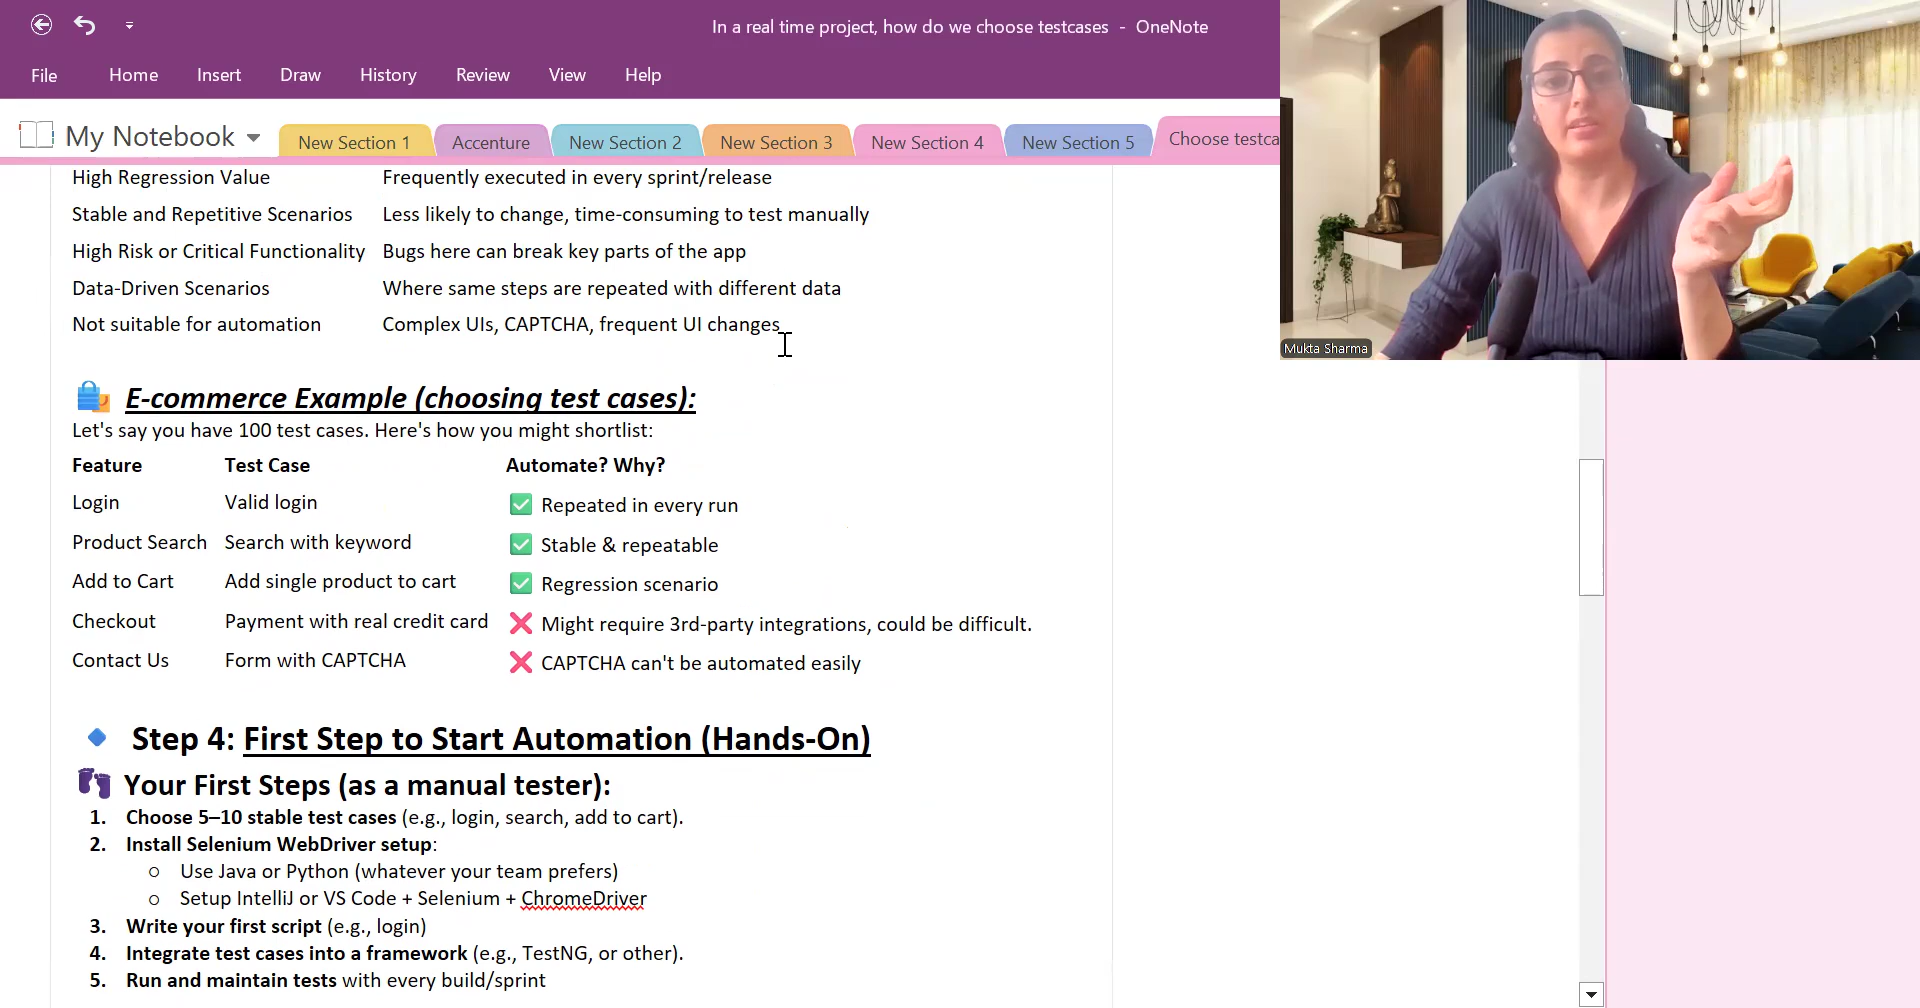 In a real time project, how do we choose testcases - OneNote
File Home Insert Draw History Review View Help
My Notebook New Section 1 Accenture New Section 2 New Section 3 New Section 4 New Section 5 Choose testca
Mukta Sharma
High Regression Value Frequently executed in every sprint/release
Stable and Repetitive Scenarios Less likely to change, time-consuming to test manually
High Risk or Critical Functionality Bugs here can break key parts of the app
Data-Driven Scenarios Where same steps are repeated with different data
Not suitable for automation Complex UIs, CAPTCHA, frequent UI changes
E-commerce Example (choosing test cases):
Let's say you have 100 test cases. Here's how you might shortlist:
Feature Test Case Automate? Why?
Login Valid login ✅ Repeated in every run
Product Search Search with keyword ✅ Stable & repeatable
Add to Cart Add single product to cart ✅ Regression scenario
Checkout Payment with real credit card ❌ Might require 3rd-party integrations, could be difficult.
Contact Us Form with CAPTCHA ❌ CAPTCHA can't be automated easily
Step 4: First Step to Start Automation (Hands-On)
Your First Steps (as a manual tester):
1. Choose 5–10 stable test cases (e.g., login, search, add to cart).
2. Install Selenium WebDriver setup:
o Use Java or Python (whatever your team prefers)
o Setup IntelliJ or VS Code + Selenium + ChromeDriver
3. Write your first script (e.g., login)
4. Integrate test cases into a framework (e.g., TestNG, or other).
5. Run and maintain tests with every build/sprint